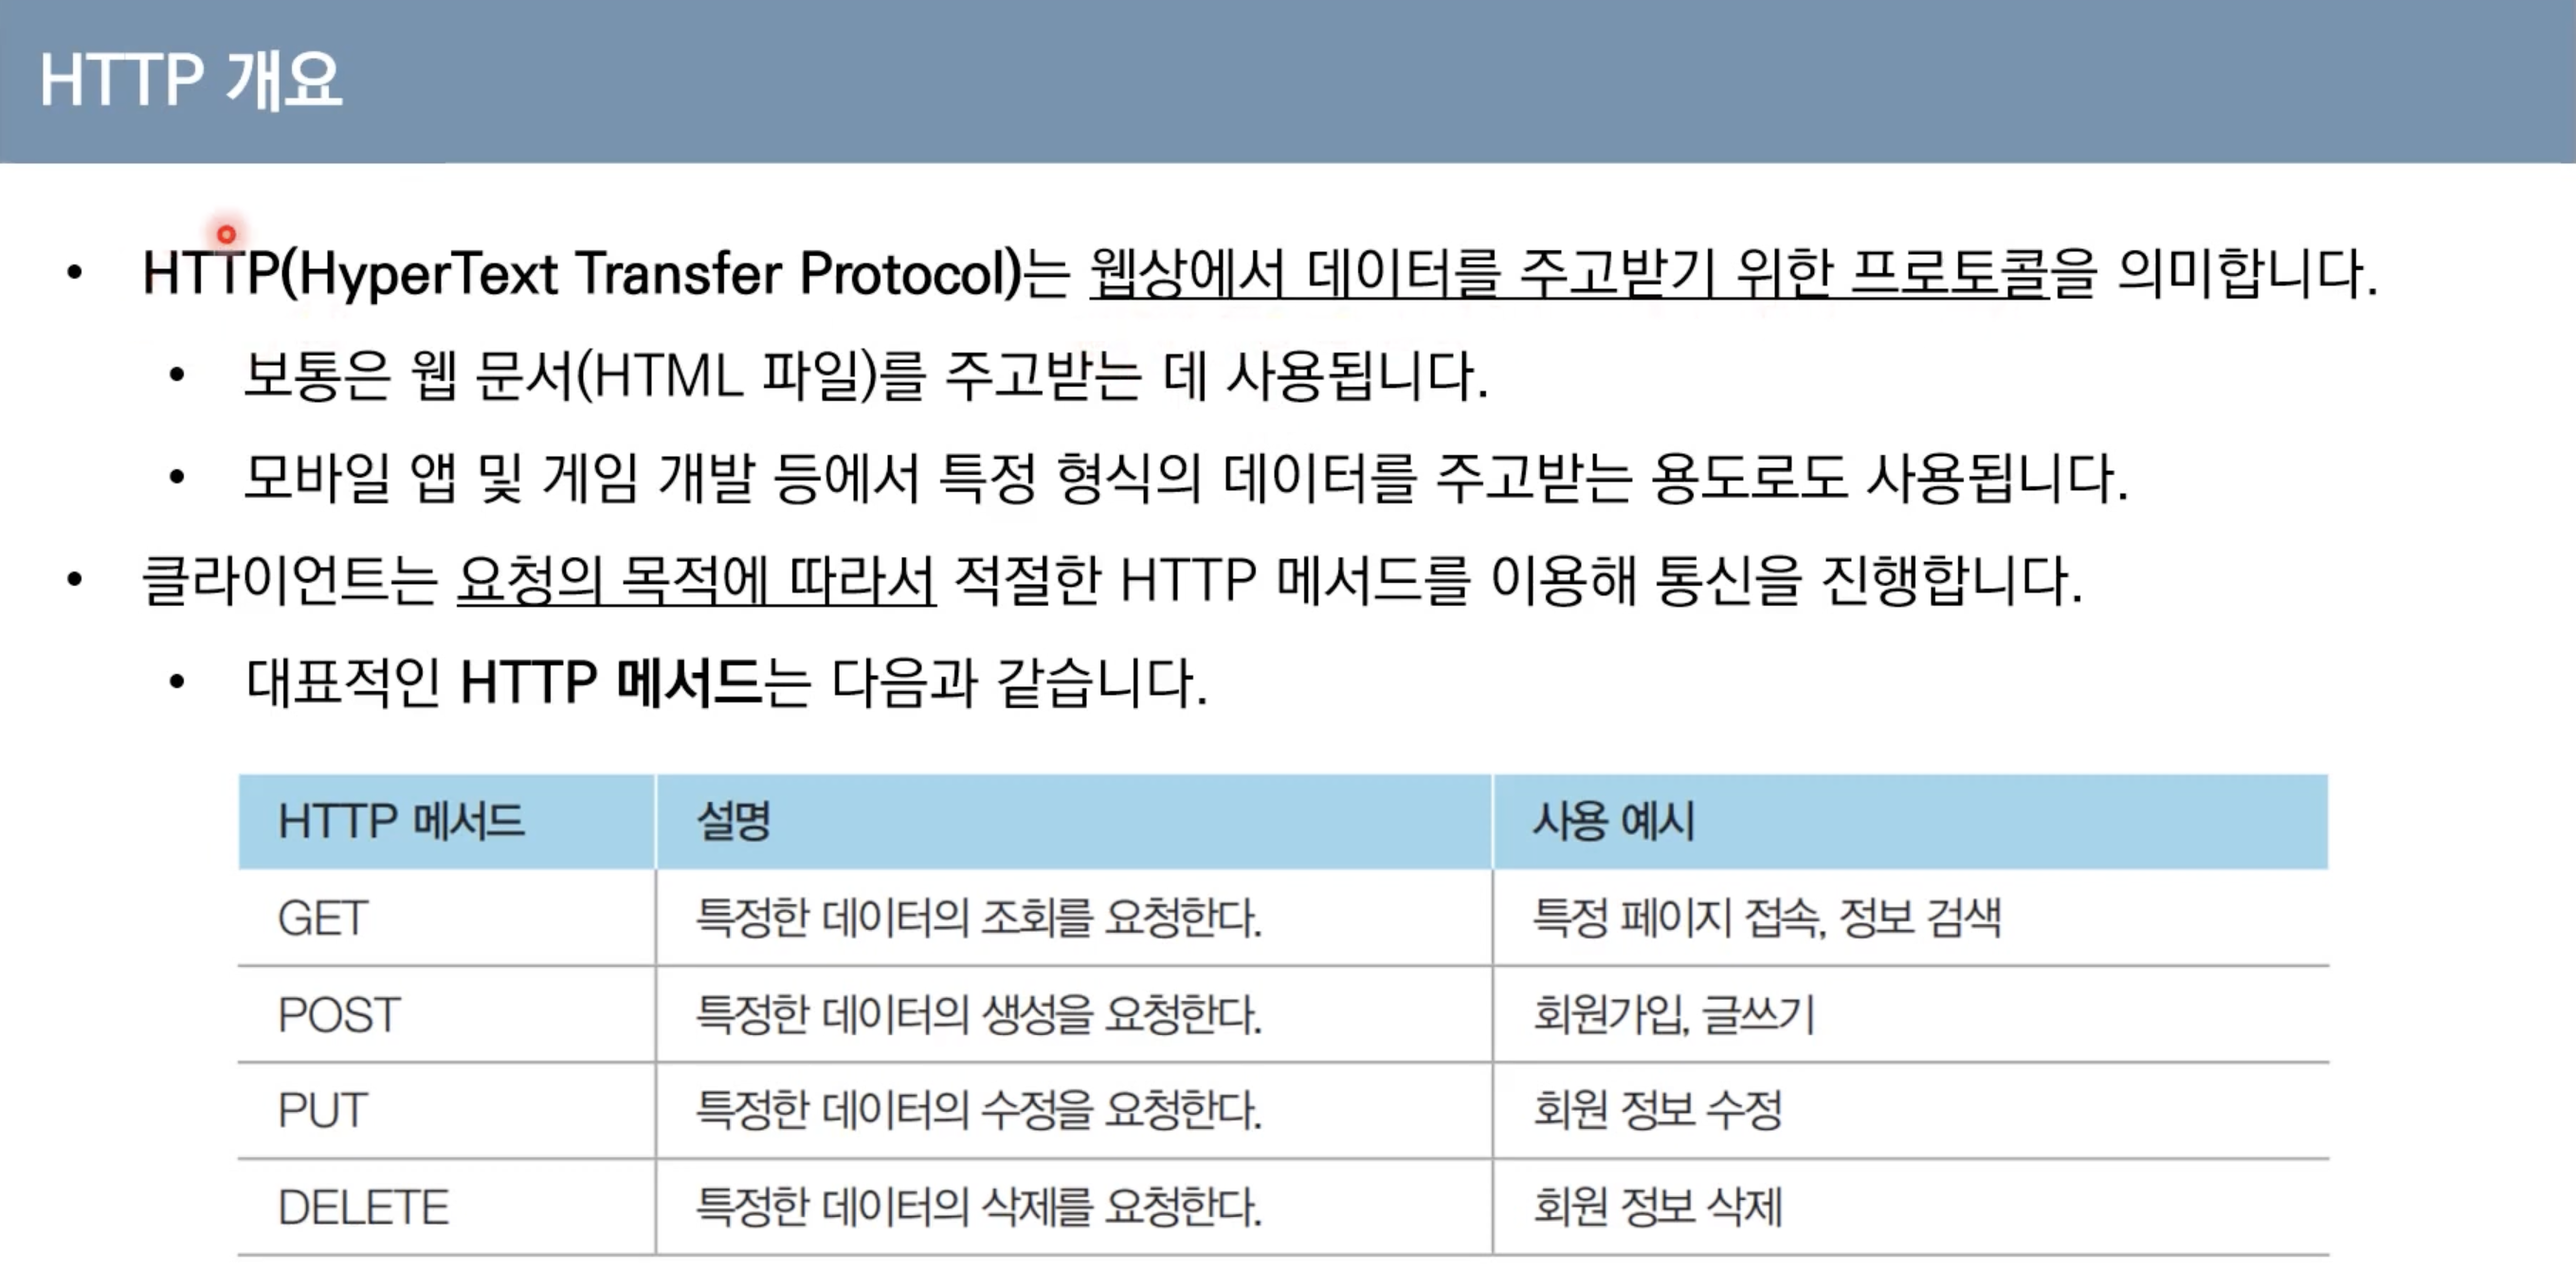 HTTP 개요
• HTTP(HyperText Transfer Protocol)는 웹상에서 데이터를 주고받기 위한 프로토콜을 의미합니다.
• 보통은 웹 문서(HTML 파일)를 주고받는 데 사용됩니다.
• 모바일 앱 및 게임 개발 등에서 특정 형식의 데이터를 주고받는 용도로도 사용됩니다.
• 클라이언트는 요청의 목적에 따라서 적절한 HTTP 메서드를 이용해 통신을 진행합니다.
• 대표적인 HTTP 메서드는 다음과 같습니다.
HTTP 메서드 설명 사용 예시
GET 특정한 데이터의 조회를 요청한다. 특정 페이지 접속, 정보 검색
POST 특정한 데이터의 생성을 요청한다. 회원가입, 글쓰기
PUT 특정한 데이터의 수정을 요청한다. 회원 정보 수정
DELETE 특정한 데이터의 삭제를 요청한다. 회원 정보 삭제